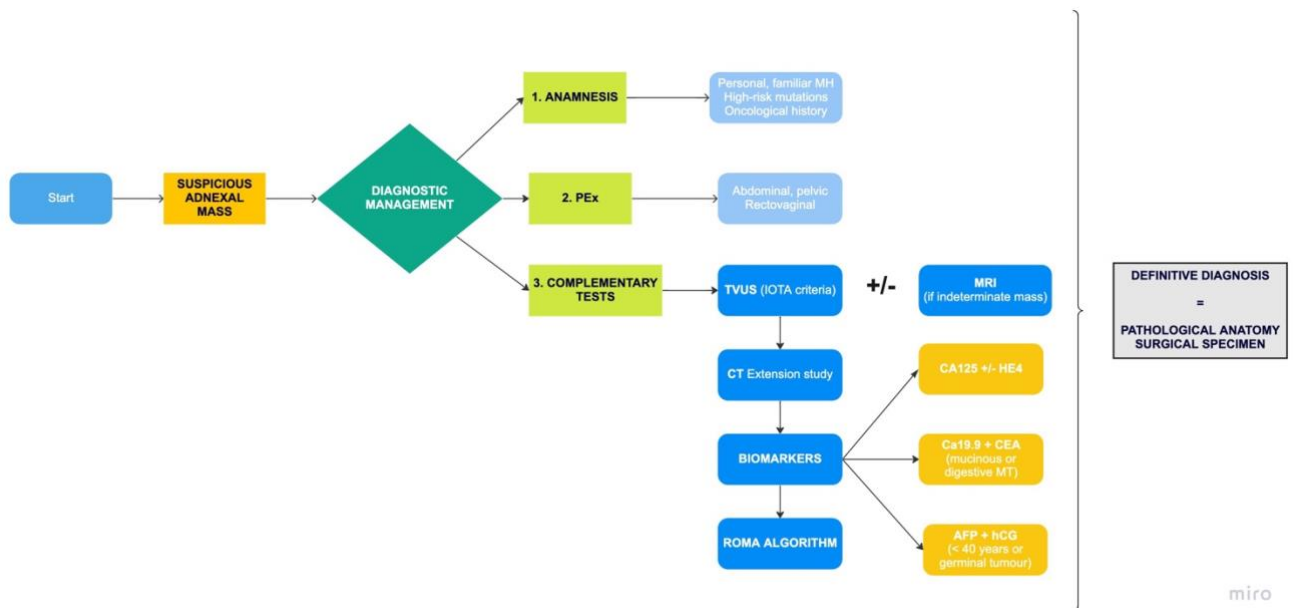 Start
SUSPICIOUS
ADNEXAL
MASS
DIAGNOSTIC
MANAGEMENT
1. ANAMNESIS
Personal, familiar MH
High-risk mutations
Oncological history
2. PEx
Abdominal, pelvic
Rectovaginal
3. COMPLEMENTARY
TESTS
TVUS (IOTA criteria)
+/-
MRI
(if indeterminate mass)
CT Extension study
BIOMARKERS
CA125 +/- HE4
Ca19.9 + CEA
(mucinous or
digestive MT)
AFP + hCG
(< 40 years or
germinal tumour)
ROMA ALGORITHM
DEFINITIVE DIAGNOSIS
=
PATHOLOGICAL ANATOMY
SURGICAL SPECIMEN
miro